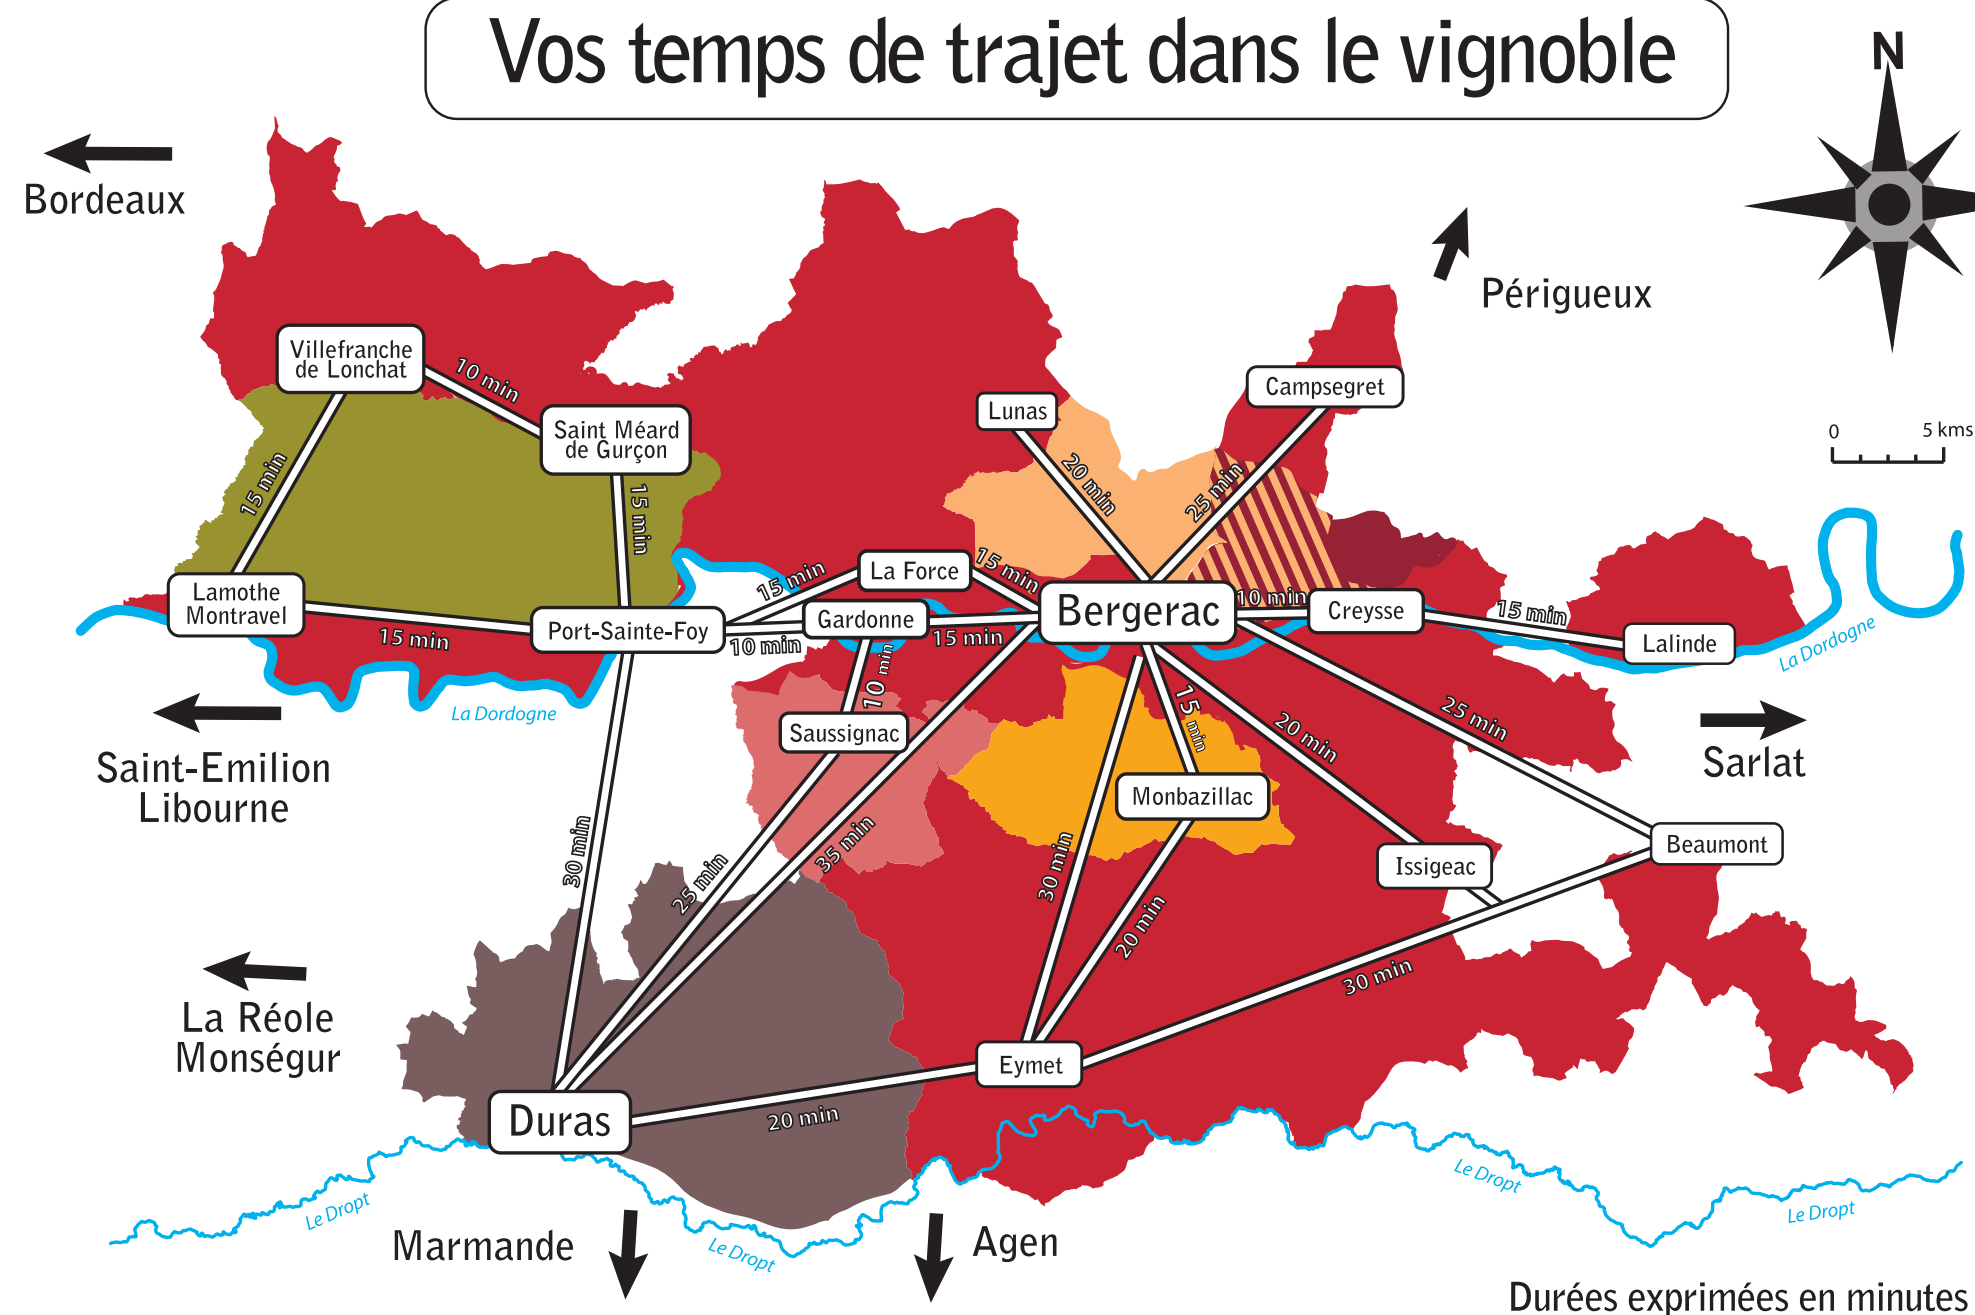 Vos temps de trajet dans le vignoble
N
Bordeaux
Périgueux
Villefranche
de Lonchat
10 min
Campsegret
Lunas
Saint Méard
de Gurçon
0 5 kms
15 min
20 min
25 min
15 min
La Force
15 min
15 min
Lamothe
Montravel
15 min
Port-Sainte-Foy
10 min
Gardonne
15 min
Bergerac
10 min
Creysse
15 min
Lalinde
La Dordogne
La Dordogne
10 min
Saussignac
15 min
20 min
25 min
Sarlat
Saint-Emilion
Libourne
Monbazillac
30 min
25 min
35 min
30 min
20 min
Issigeac
Beaumont
30 min
La Réole
Monségur
Eymet
Duras
20 min
Le Dropt
Le Dropt
Le Dropt
Le Dropt
Marmande
Agen
Durées exprimées en minutes